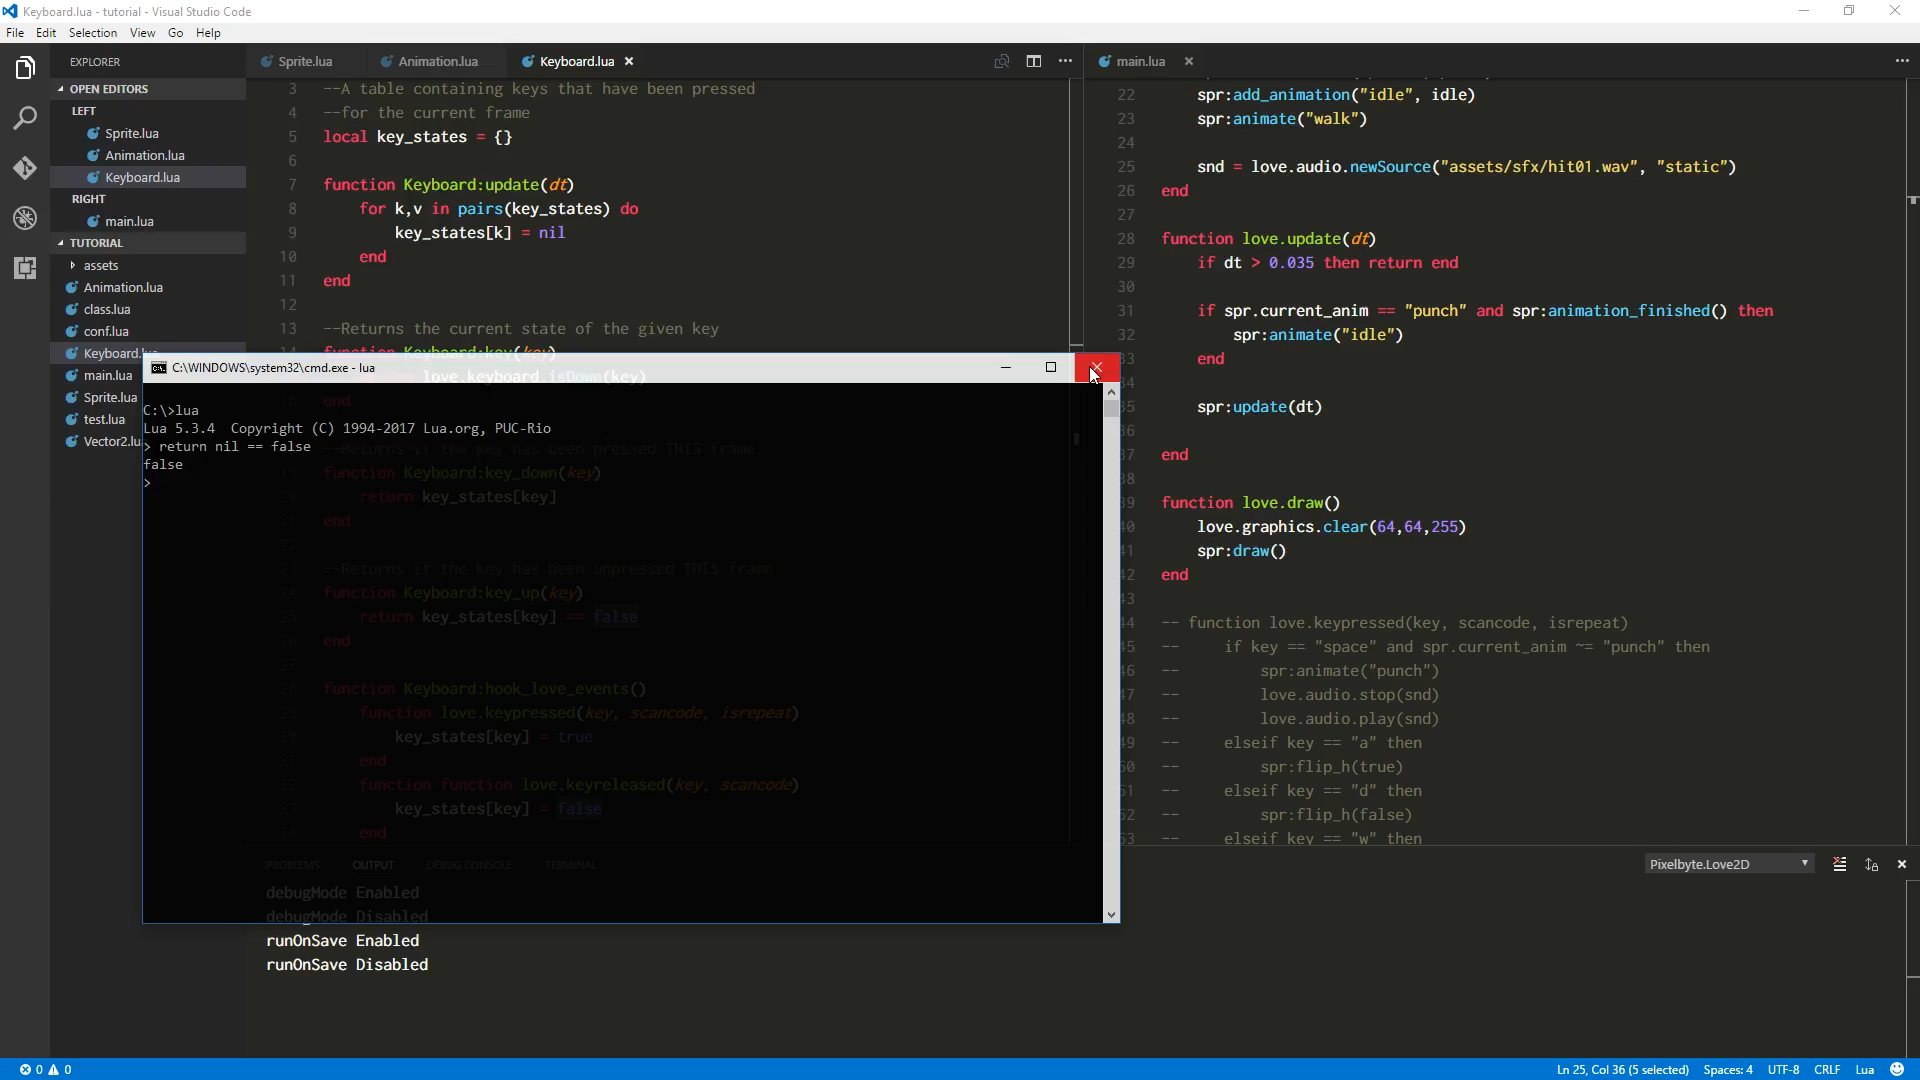 Keyboard.lua - tutorial - Visual Studio Code
File Edit Selection View Go Help
EXPLORER
OPEN EDITORS
LEFT
Sprite.lua
Animation.lua
Keyboard.lua
RIGHT
main.lua
TUTORIAL
assets
Animation.lua
class.lua
conf.lua
Keyboard.lua
main.lua
Sprite.lua
test.lua
Vector2.lu
Sprite.lua Animation.lua Keyboard.lua
3 --A table containing keys that have been pressed
4 --for the current frame
5 local key_states = {}
6
7 function Keyboard:update(dt)
8 for k,v in pairs(key_states) do
9 key_states[k] = nil
10 end
11 end
12
13 --Returns the current state of the given key
14 function Keyboard:key(key)
C:\WINDOWS\system32\cmd.exe - lua
return love.keyboard.isDown(key)
16 end
C:\>lua
Lua 5.3.4 Copyright (C) 1994-2017 Lua.org, PUC-Rio
> return nil == false
false
>
--Returns if the key has been pressed THIS frame
19 function Keyboard:key_down(key)
20 return key_states[key]
21 end
22
23 --Returns if the key has been unpressed THIS frame
24 function Keyboard:key_up(key)
25 return key_states[key] == false
26 end
27
28 function Keyboard:hook_love_events()
29 function love.keypressed(key, scancode, isrepeat)
30 key_states[key] = true
31 end
32 function function love.keyreleased(key, scancode)
33 key_states[key] = false
34 end
main.lua
22 spr:add_animation("idle", idle)
23 spr:animate("walk")
24
25 snd = love.audio.newSource("assets/sfx/hit01.wav", "static")
26 end
27
28 function love.update(dt)
29 if dt > 0.035 then return end
30
31 if spr.current_anim == "punch" and spr:animation_finished() then
32 spr:animate("idle")
33 end
34
35 spr:update(dt)
36
37 end
38
39 function love.draw()
40 love.graphics.clear(64,64,255)
41 spr:draw()
42 end
43
44 -- function love.keypressed(key, scancode, isrepeat)
45 -- if key == "space" and spr.current_anim ~= "punch" then
46 -- spr:animate("punch")
47 -- love.audio.stop(snd)
48 -- love.audio.play(snd)
49 -- elseif key == "a" then
50 -- spr:flip_h(true)
51 -- elseif key == "d" then
52 -- spr:flip_h(false)
53 -- elseif key == "w" then
PROBLEMS OUTPUT DEBUG CONSOLE TERMINAL
Pixelbyte.Love2D
debugMode Enabled
debugMode Disabled
runOnSave Enabled
runOnSave Disabled
0 0
Ln 25, Col 36 (5 selected) Spaces: 4 UTF-8 CRLF Lua